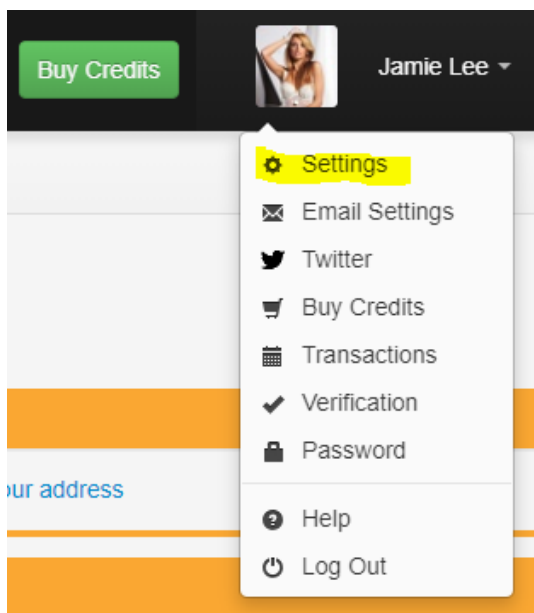 Buy Credits
Jamie Lee
Settings
Email Settings
Twitter
Buy Credits
Transactions
Verification
Password
our address
Help
Log Out